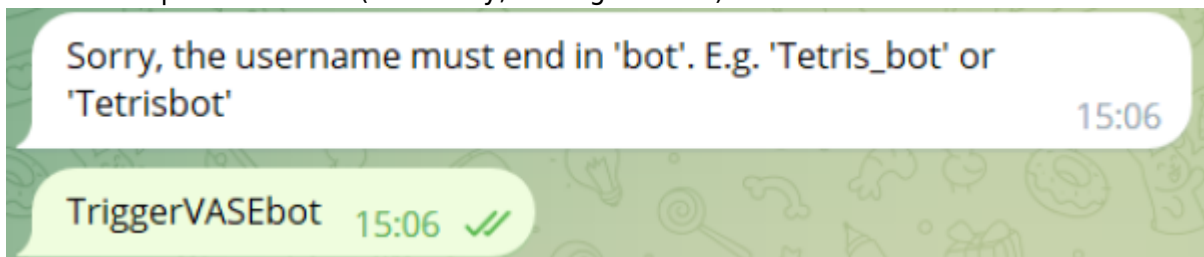 Sorry, the username must end in 'bot'. E.g. 'Tetris_bot' or
'Tetrisbot'
15:06
TriggerVASEbot 15:06